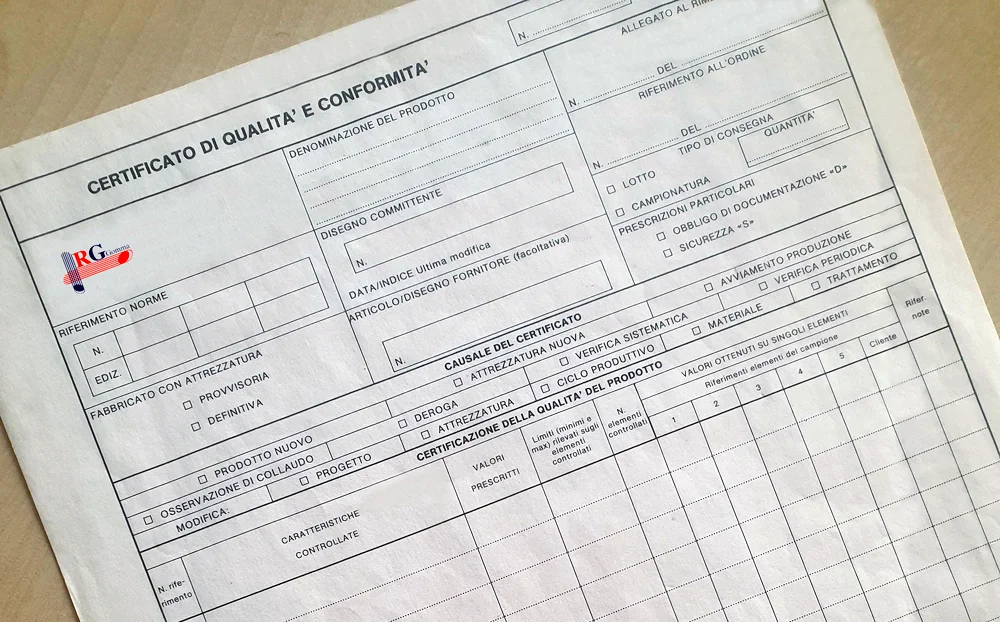 N. ....................
ALLEGATO AL
N. .................... DEL ....................
RIFERIMENTO ALL'ORDINE
N. .................... DEL ....................
TIPO DI CONSEGNA
QUANTITA'
LOTTO
CAMPIONATURA
PRESCRIZIONI PARTICOLARI
OBBLIGO DI DOCUMENTAZIONE «D»
SICUREZZA «S»
CERTIFICATO DI QUALITA' E CONFORMITA'
DENOMINAZIONE DEL PRODOTTO
RG Gomma
DISEGNO COMMITTENTE
N.
DATA/INDICE Ultima modifica
ARTICOLO/DISEGNO FORNITORE (facoltativa)
N.
RIFERIMENTO NORME
N.
EDIZ.
FABBRICATO CON ATTREZZATURA
PROVVISORIA
DEFINITIVA
CAUSALE DEL CERTIFICATO
PRODOTTO NUOVO
DEROGA
ATTREZZATURA NUOVA
VERIFICA SISTEMATICA
AVVIAMENTO PRODUZIONE
OSSERVAZIONE DI COLLAUDO
VERIFICA PERIODICA
MODIFICA:
PROGETTO
ATTREZZATURA
CICLO PRODUTTIVO
MATERIALE
TRATTAMENTO
CERTIFICAZIONE DELLA QUALITA' DEL PRODOTTO
N. rife-
rimento
CARATTERISTICHE
CONTROLLATE
VALORI
PRESCRITTI
Limiti (minimi e
max) rilevati sugli
elementi
controllati
N.
elementi
controllati
VALORI OTTENUTI SU SINGOLI ELEMENTI
Riferimenti elementi del campione
1 2 3 4 5 Cliente
Rifer.
note